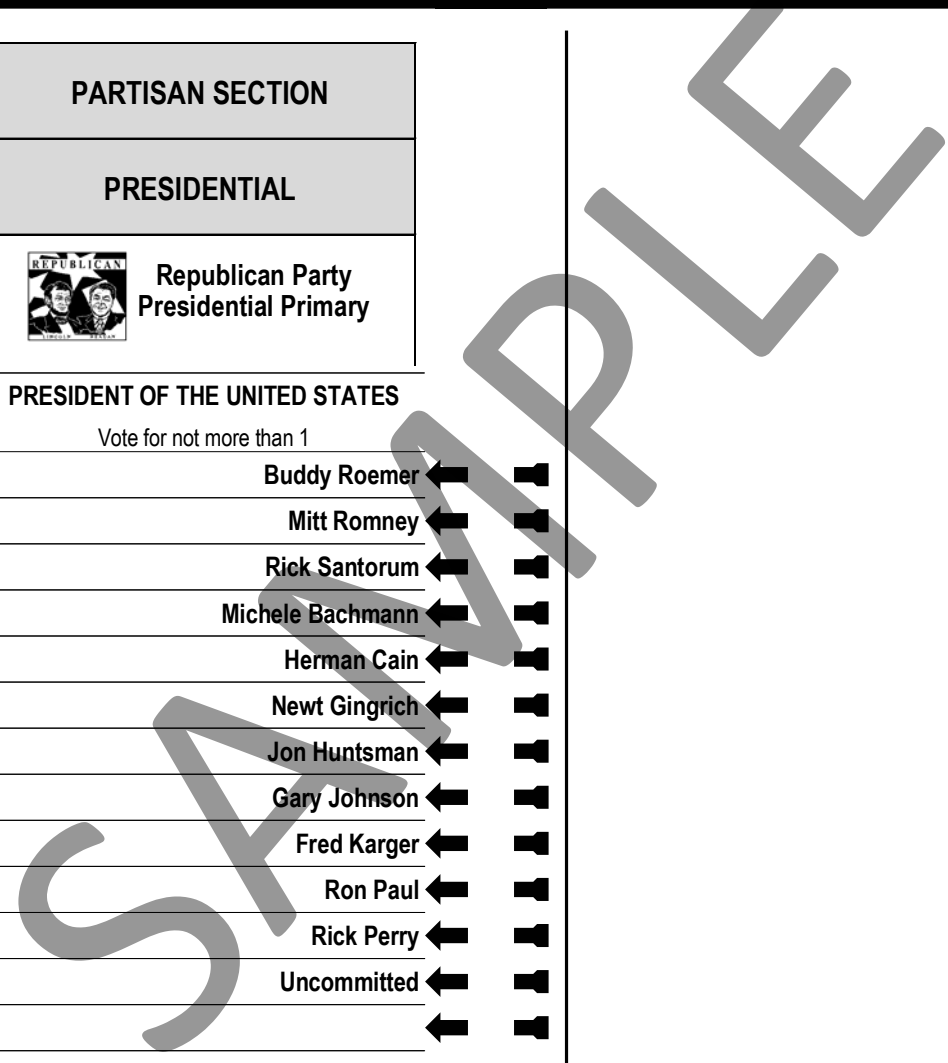 PARTISAN SECTION
PRESIDENTIAL
REPUBLICAN
LINCOLN REAGAN
Republican Party
Presidential Primary
PRESIDENT OF THE UNITED STATES
Vote for not more than 1
Buddy Roemer
Mitt Romney
Rick Santorum
Michele Bachmann
Herman Cain
Newt Gingrich
Jon Huntsman
Gary Johnson
Fred Karger
Ron Paul
Rick Perry
Uncommitted
SAMPLE